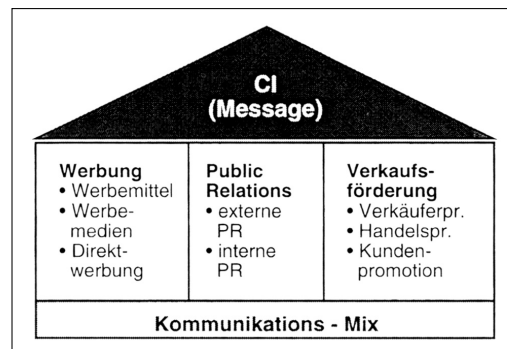 CI
(Message)
Werbung
• Werbemittel
• Werbe-
medien
• Direkt-
werbung
Public
Relations
• externe
PR
• interne
PR
Verkaufs-
förderung
• Verkäuferpr.
• Handelspr.
• Kunden-
promotion
Kommunikations - Mix